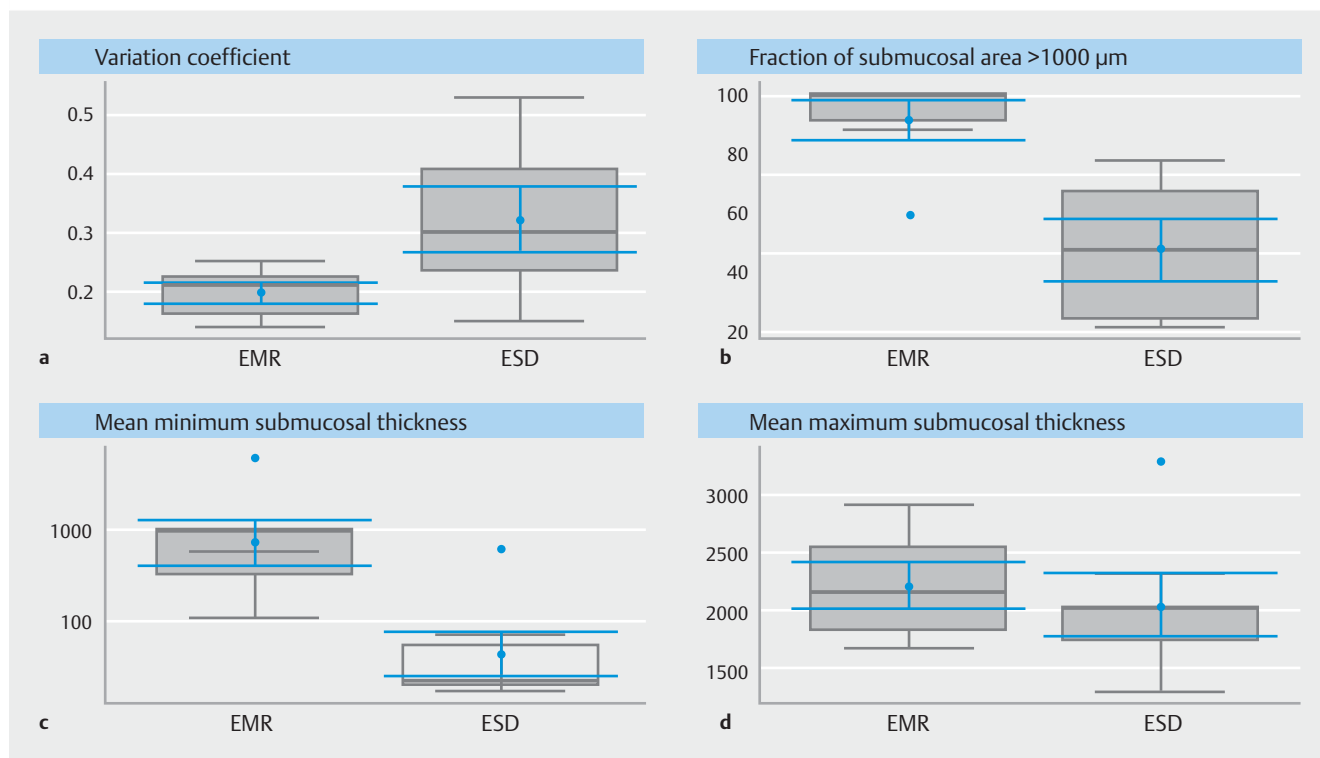 Variation coefficient
0.5
0.4
0.3
0.2
a
EMR
ESD
Fraction of submucosal area >1000 µm
100
80
60
40
20
b
EMR
ESD
Mean minimum submucosal thickness
1000
100
c
EMR
ESD
Mean maximum submucosal thickness
3000
2500
2000
1500
d
EMR
ESD